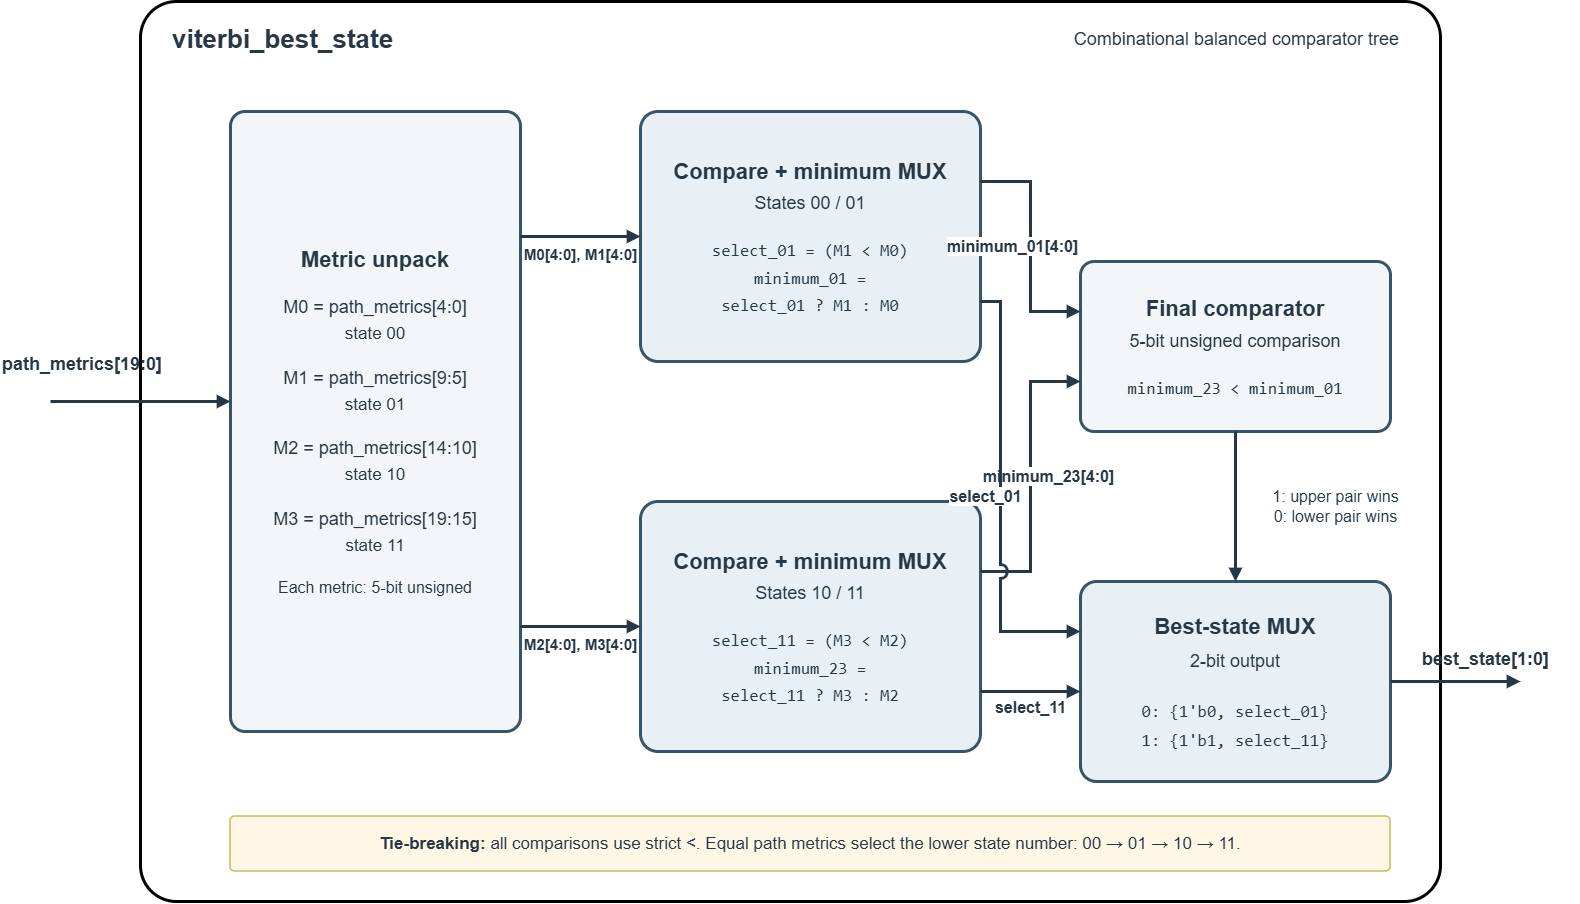 viterbi_best_state
Combinational balanced comparator tree
path_metrics[19:0]
Metric unpack
M0 = path_metrics[4:0]
state 00
M1 = path_metrics[9:5]
state 01
M2 = path_metrics[14:10]
state 10
M3 = path_metrics[19:15]
state 11
Each metric: 5-bit unsigned
M0[4:0], M1[4:0]
M2[4:0], M3[4:0]
Compare + minimum MUX
States 00 / 01
select_01 = (M1 < M0)
minimum_01 =
select_01 ? M1 : M0
minimum_01[4:0]
Compare + minimum MUX
States 10 / 11
select_11 = (M3 < M2)
minimum_23 =
select_11 ? M3 : M2
minimum_23[4:0]
select_01
select_11
Final comparator
5-bit unsigned comparison
minimum_23 < minimum_01
1: upper pair wins
0: lower pair wins
Best-state MUX
2-bit output
0: {1'b0, select_01}
1: {1'b1, select_11}
best_state[1:0]
Tie-breaking: all comparisons use strict <. Equal path metrics select the lower state number: 00 → 01 → 10 → 11.